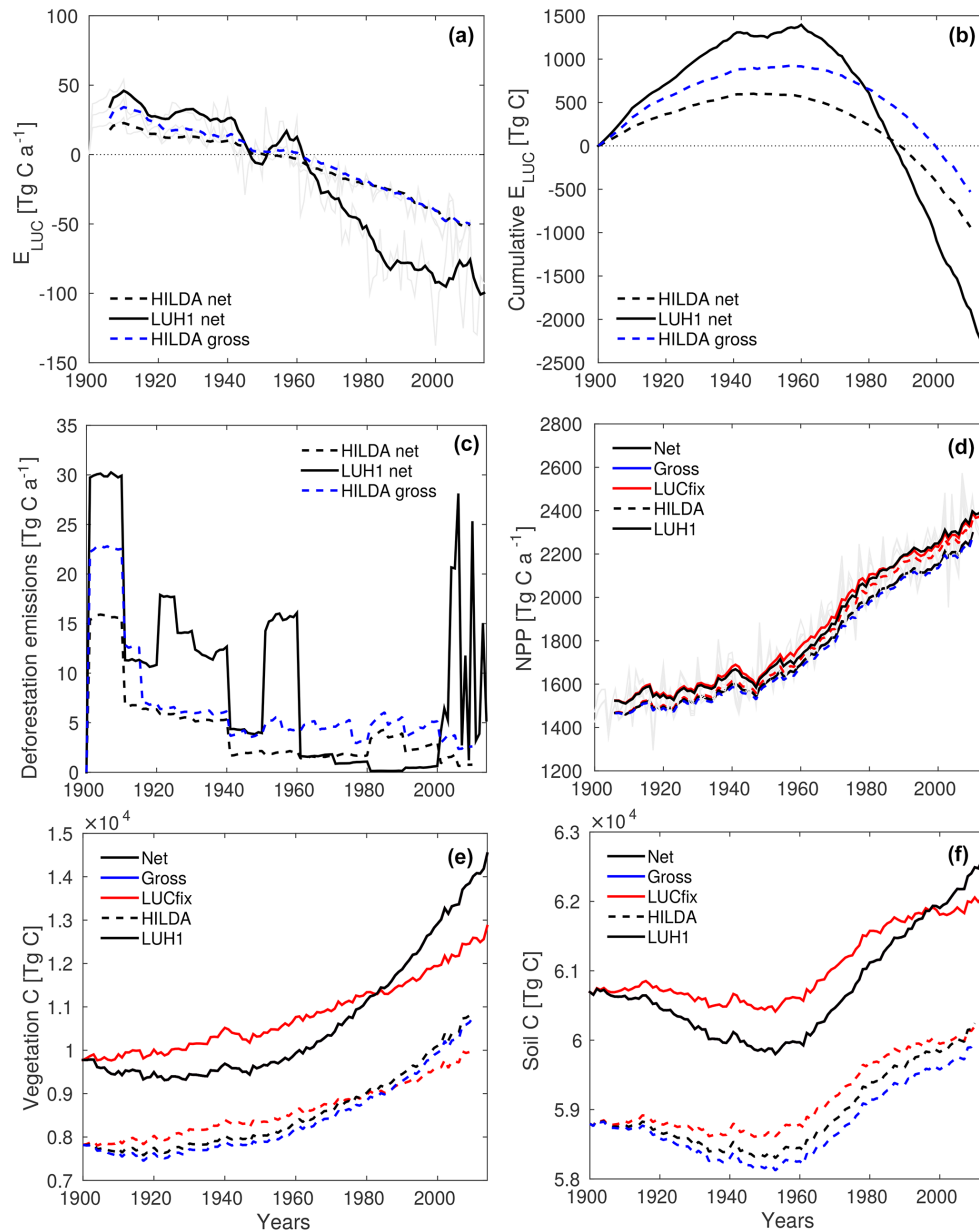 (a)
E_LUC [Tg C a⁻¹]
100
50
0
-50
-100
-150
HILDA net
LUH1 net
HILDA gross
1900 1920 1940 1960 1980 2000
(b)
Cumulative E_LUC [Tg C]
1500
1000
500
0
-500
-1000
-1500
-2000
-2500
HILDA net
LUH1 net
HILDA gross
1900 1920 1940 1960 1980 2000
(c)
Deforestation emissions [Tg C a⁻¹]
35
30
25
20
15
10
5
0
HILDA net
LUH1 net
HILDA gross
1900 1920 1940 1960 1980 2000
(d)
NPP [Tg C a⁻¹]
2800
2600
2400
2200
2000
1800
1600
1400
1200
Net
Gross
LUCfix
HILDA
LUH1
1900 1920 1940 1960 1980 2000
×10⁴
(e)
Vegetation C [Tg C]
1.5
1.4
1.3
1.2
1.1
1
0.9
0.8
0.7
Net
Gross
LUCfix
HILDA
LUH1
1900 1920 1940 1960 1980 2000
Years
×10⁴
(f)
Soil C [Tg C]
6.3
6.2
6.1
6
5.9
5.8
Net
Gross
LUCfix
HILDA
LUH1
1900 1920 1940 1960 1980 2000
Years